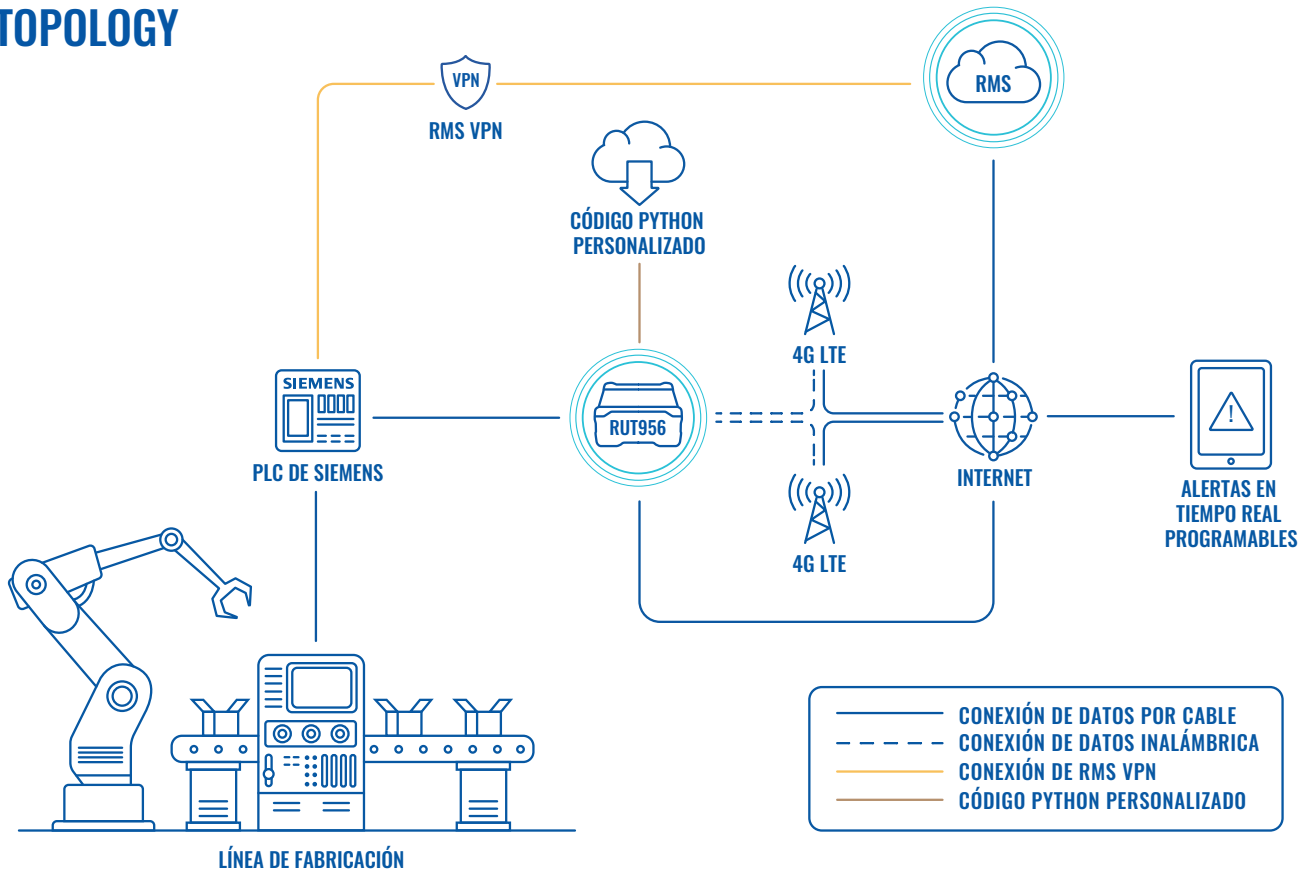 TOPOLOGY
VPN
RMS VPN
RMS
CÓDIGO PYTHON
PERSONALIZADO
4G LTE
SIEMENS
PLC DE SIEMENS
RUT956
INTERNET
4G LTE
!
ALERTAS EN
TIEMPO REAL
PROGRAMABLES
LÍNEA DE FABRICACIÓN
CONEXIÓN DE DATOS POR CABLE
CONEXIÓN DE DATOS INALÁMBRICA
CONEXIÓN DE RMS VPN
CÓDIGO PYTHON PERSONALIZADO